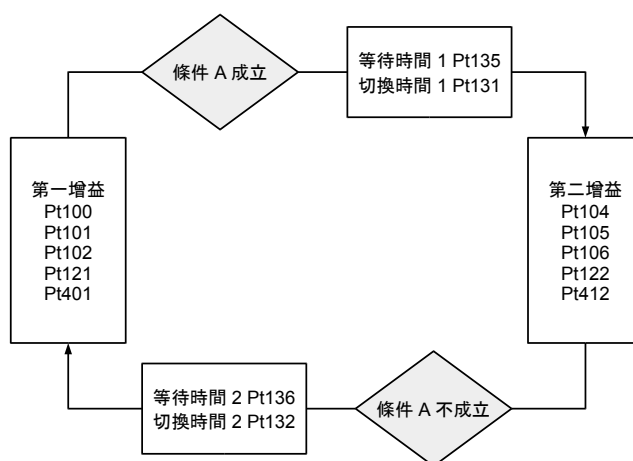 條件 A 成立
等待時間 1 Pt135
切換時間 1 Pt131
第一增益
Pt100
Pt101
Pt102
Pt121
Pt401
第二增益
Pt104
Pt105
Pt106
Pt122
Pt412
等待時間 2 Pt136
切換時間 2 Pt132
條件 A 不成立